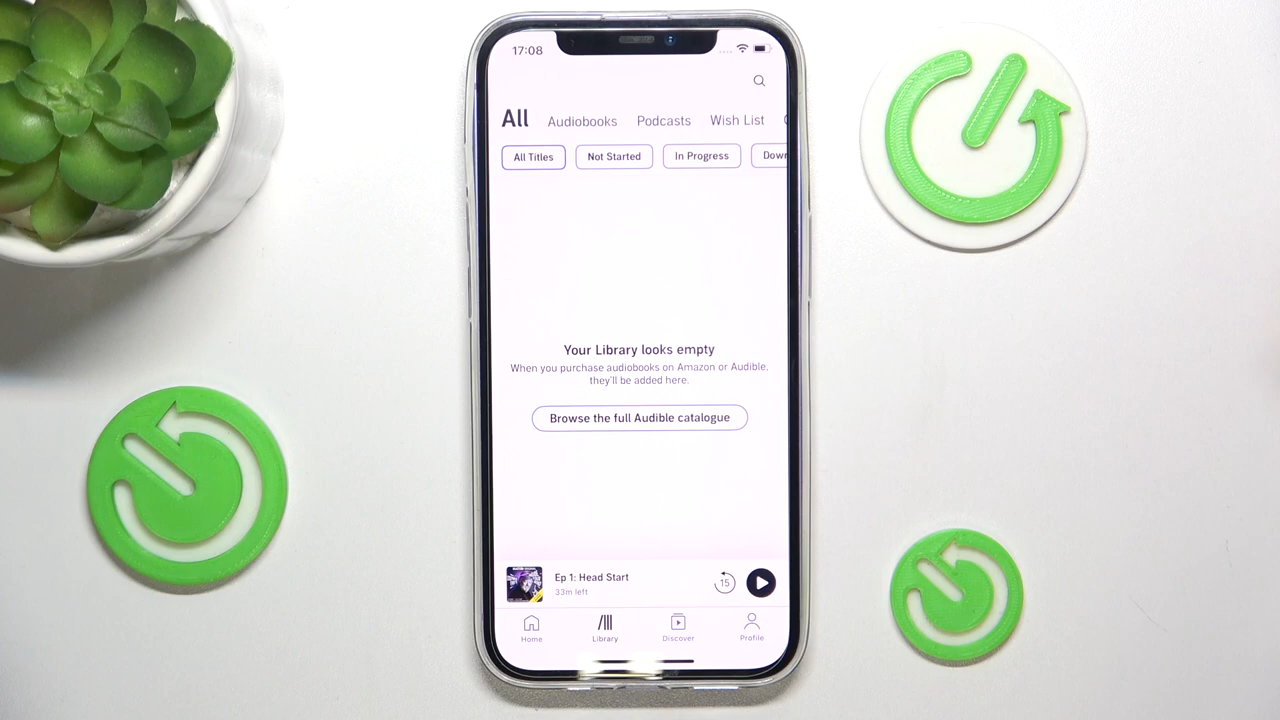 17:08
All Audiobooks Podcasts Wish List
All Titles Not Started In Progress Dow
Your Library looks empty
When you purchase audiobooks on Amazon or Audible,
they'll be added here.
Browse the full Audible catalogue
Ep 1: Head Start
33m left
15
Home Library Discover Profile